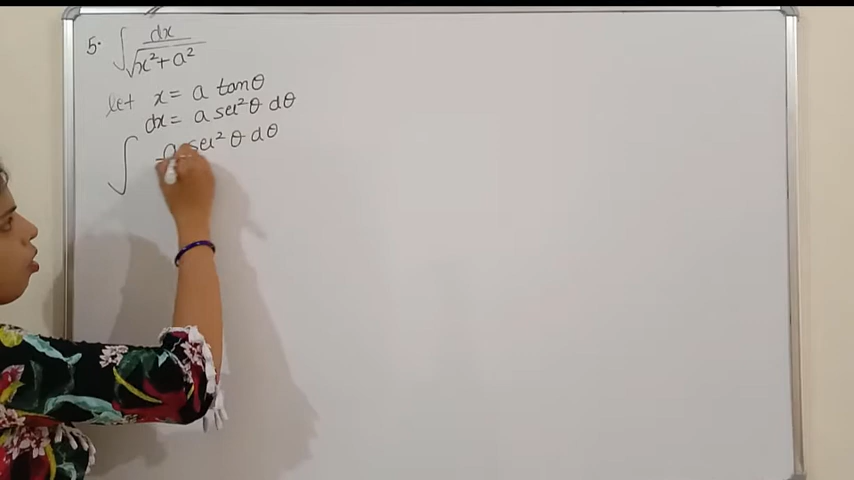 5. ∫ dx / √(x² + a²)
let x = a tanθ
dx = a sec²θ dθ
∫ a sec²θ dθ